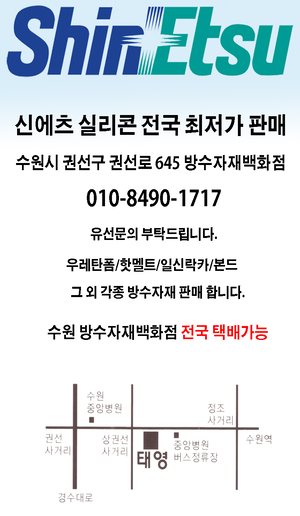 ShinEtsu
신에츠 실리콘 전국 최저가 판매
수원시 권선구 권선로 645 방수자재백화점
010-8490-1717
유선문의 부탁드립니다.
우레탄폼/핫멜트/일신락카/본드
그 외 각종 방수자재 판매 합니다.
수원 방수자재백화점 전국 택배가능
수원
중앙병원
정조
사거리
권선
사거리
상권선
사거리
태영
중앙병원
버스정류장
수원역
경수대로